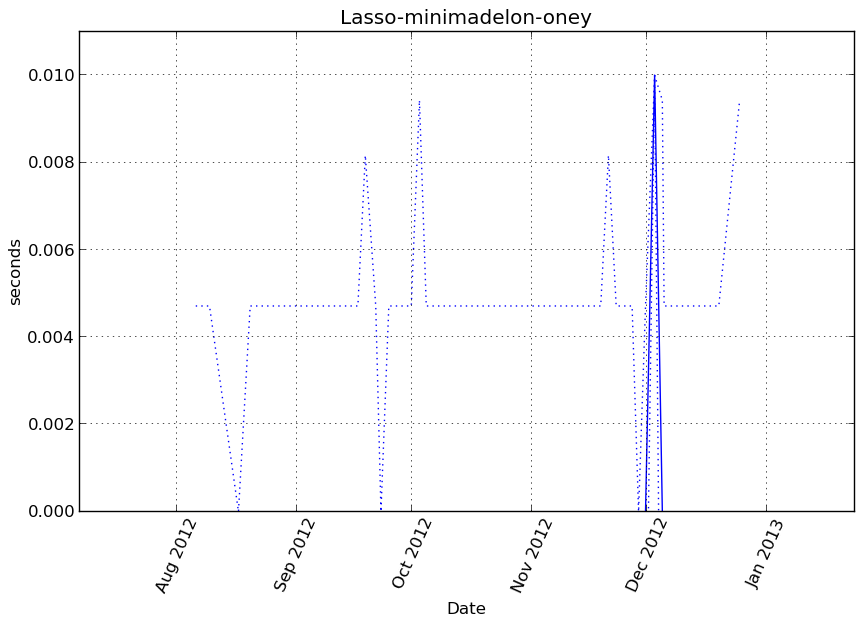 Lasso-minimadelon-oney
0.010
0.008
0.006
0.004
0.002
0.000
seconds
Aug 2012
Sep 2012
Oct 2012
Nov 2012
Dec 2012
Jan 2013
Date